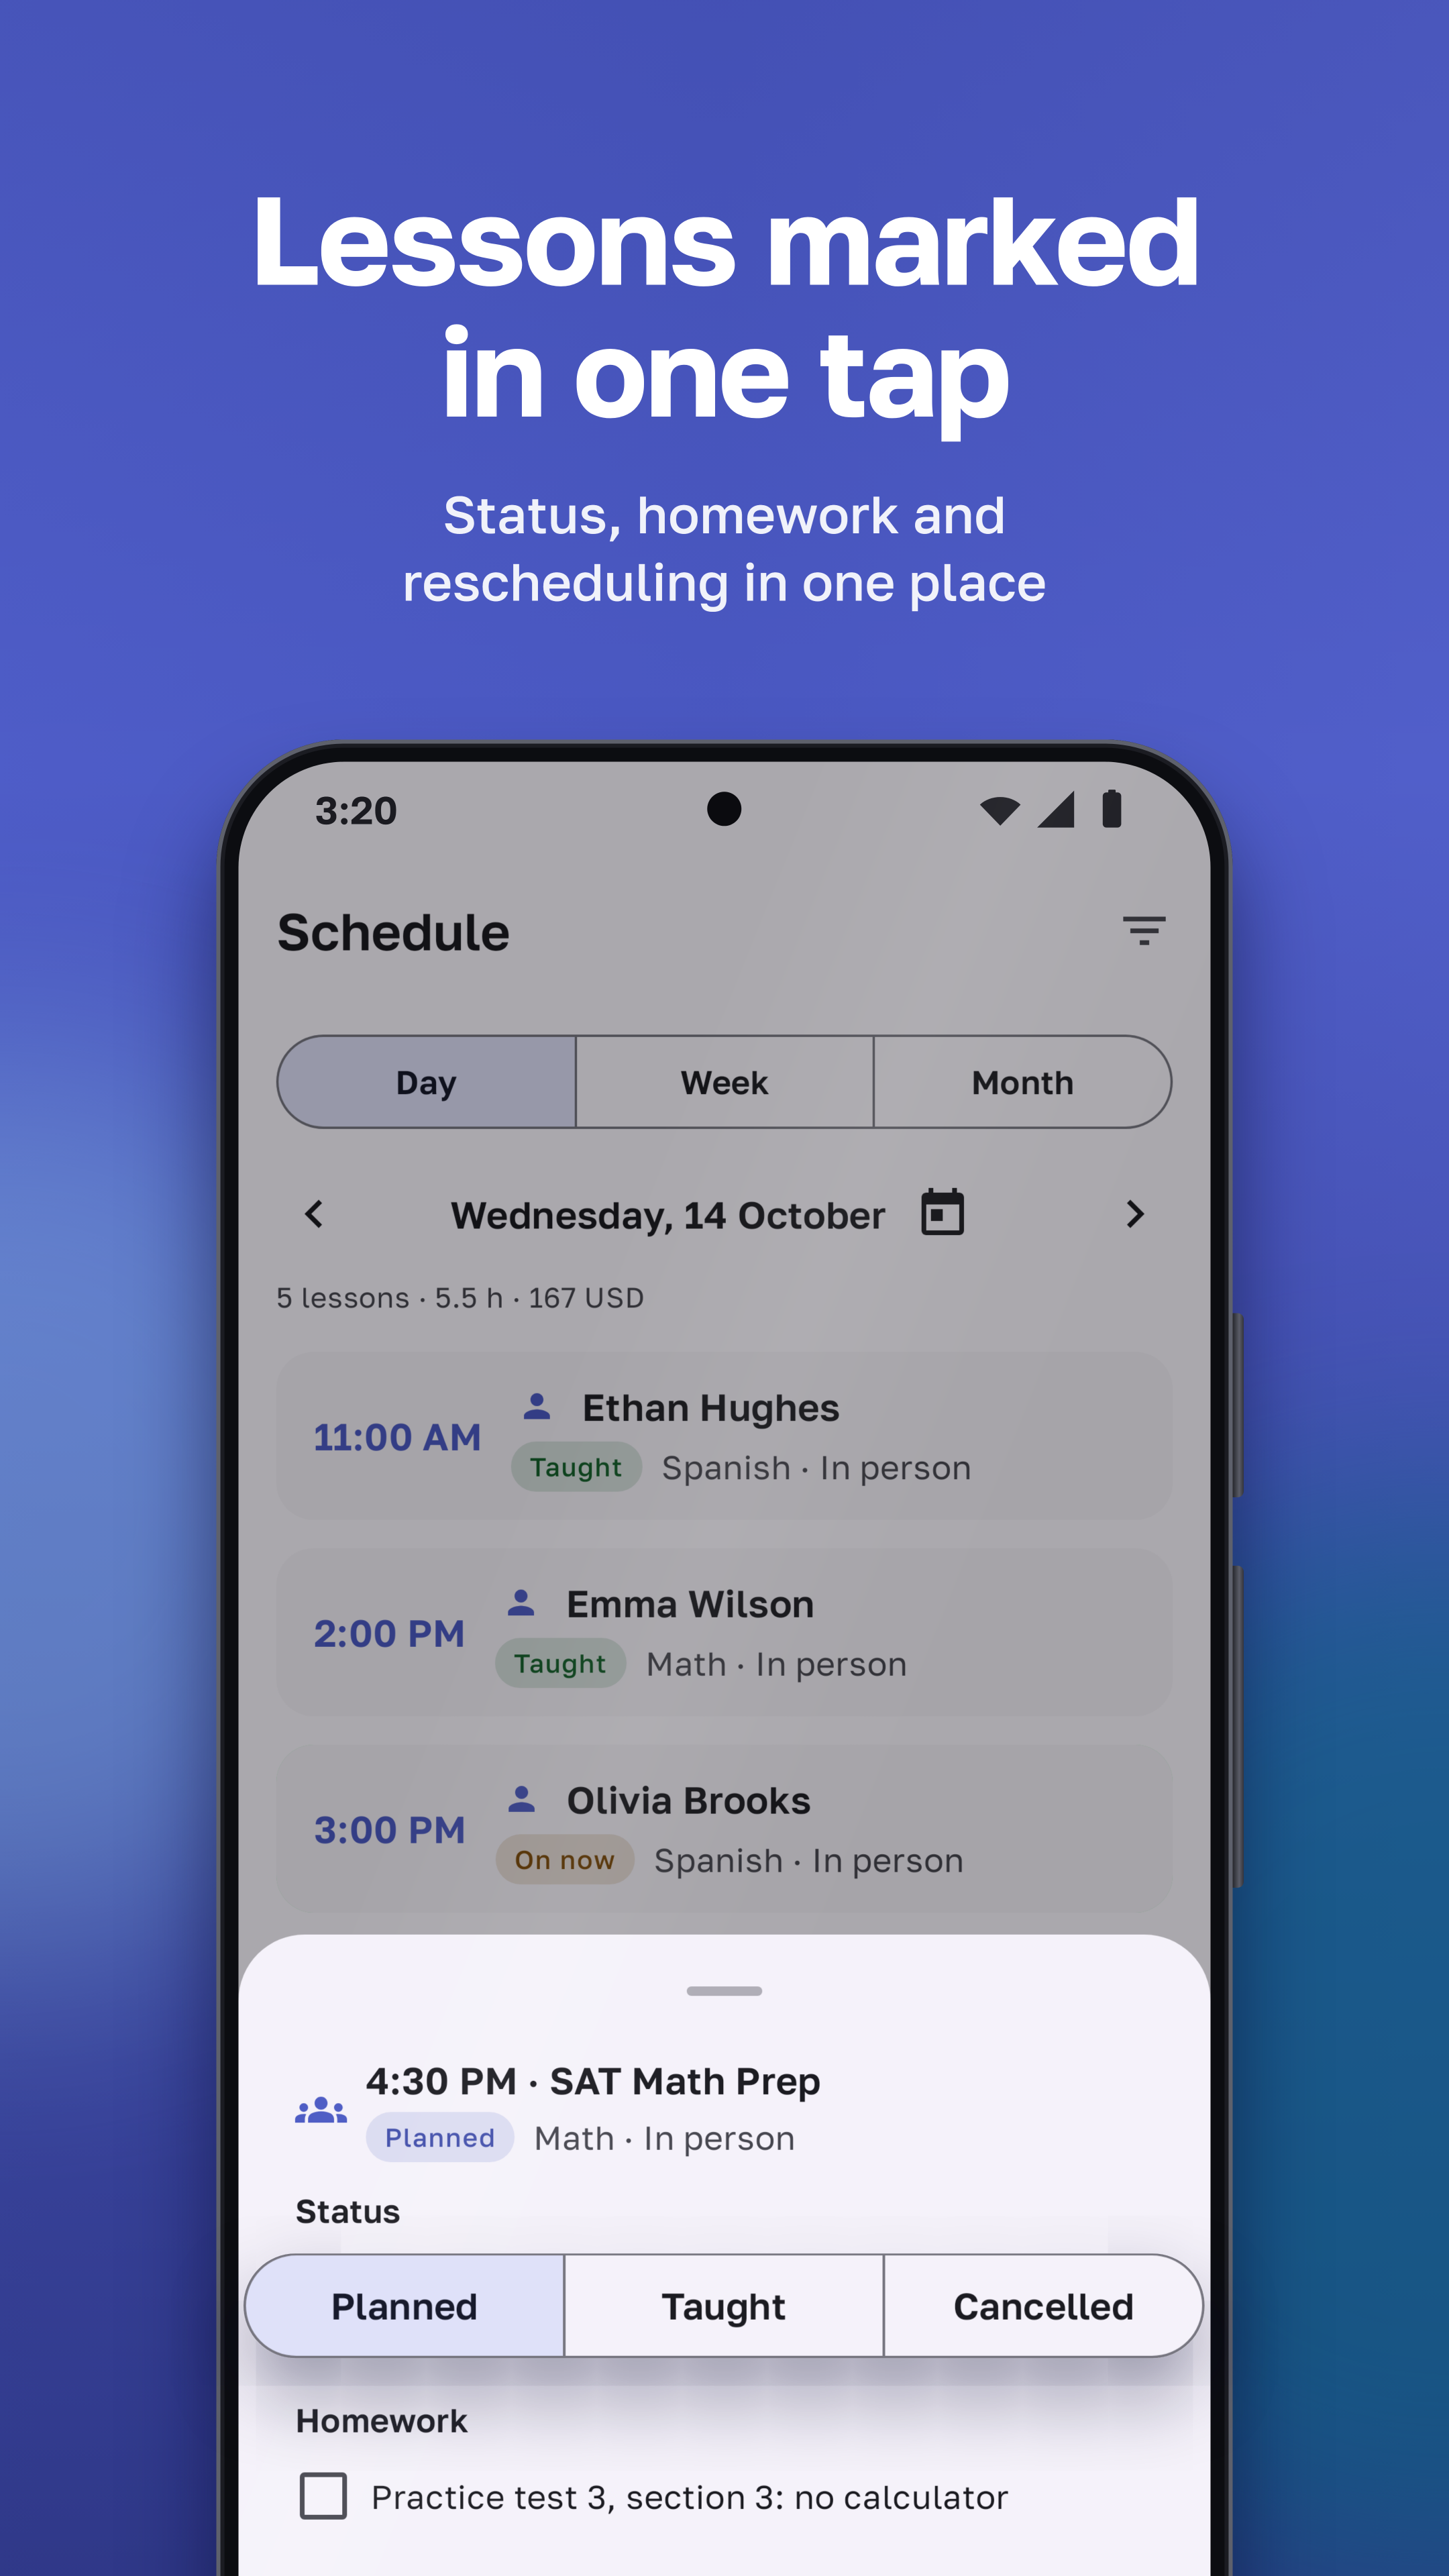 Lessons marked
in one tap
Status, homework and
rescheduling in one place
3:20
Schedule
Day Week Month
Wednesday, 14 October
5 lessons · 5.5 h · 167 USD
Ethan Hughes
11:00 AM
Taught Spanish · In person
Emma Wilson
2:00 PM
Taught Math · In person
Olivia Brooks
3:00 PM
On now Spanish · In person
4:30 PM · SAT Math Prep
Planned Math · In person
Status
Planned Taught Cancelled
Homework
Practice test 3, section 3: no calculator